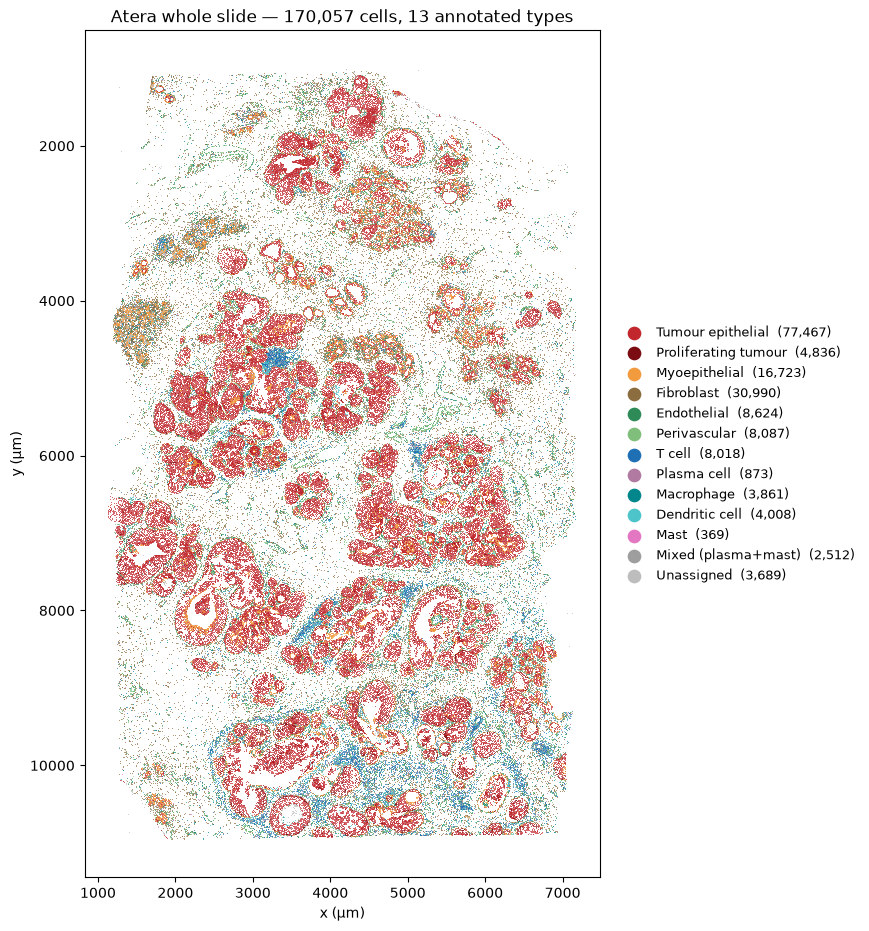 Atera whole slide — 170,057 cells, 13 annotated types
2000
4000
6000
8000
10000
y (μm)
1000 2000 3000 4000 5000 6000 7000
x (μm)
Tumour epithelial (77,467)
Proliferating tumour (4,836)
Myoepithelial (16,723)
Fibroblast (30,990)
Endothelial (8,624)
Perivascular (8,087)
T cell (8,018)
Plasma cell (873)
Macrophage (3,861)
Dendritic cell (4,008)
Mast (369)
Mixed (plasma+mast) (2,512)
Unassigned (3,689)